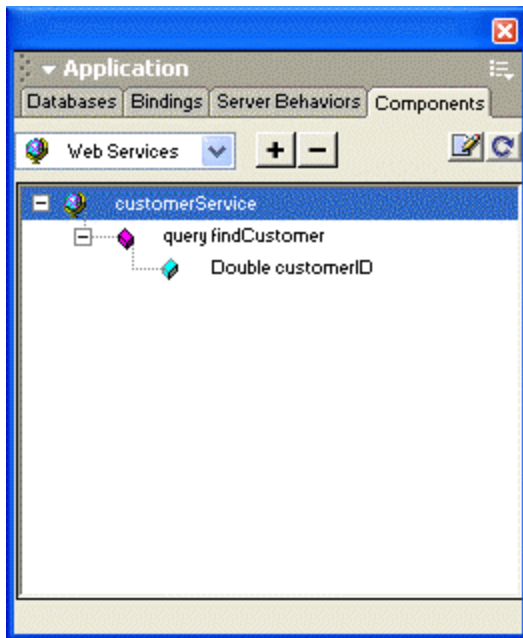 Application
Databases Bindings Server Behaviors Components
Web Services
customerService
query findCustomer
Double customerID